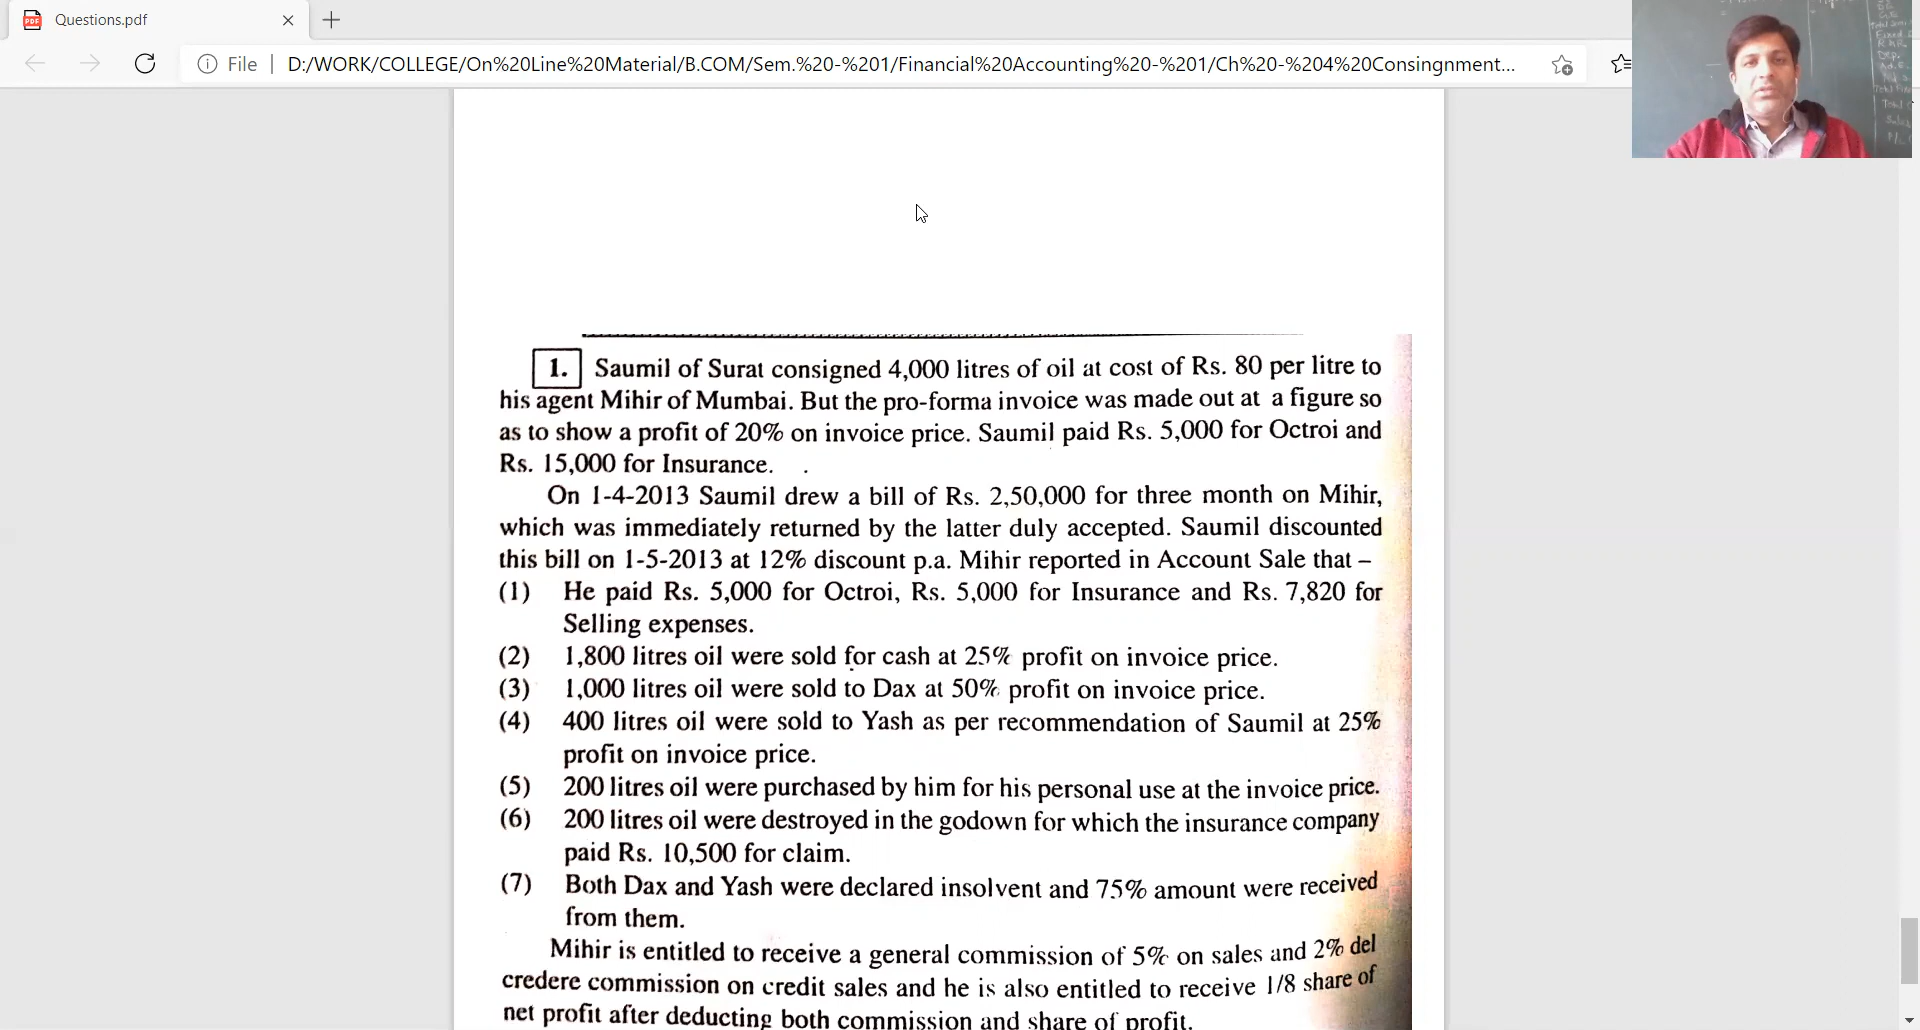 Questions.pdf
File | D:/WORK/COLLEGE/On%20Line%20Material/B.COM/Sem.%20-%201/Financial%20Accounting%20-%201/Ch%20-%204%20Consingnment...
1. Saumil of Surat consigned 4,000 litres of oil at cost of Rs. 80 per litre to
his agent Mihir of Mumbai. But the pro-forma invoice was made out at a figure so
as to show a profit of 20% on invoice price. Saumil paid Rs. 5,000 for Octroi and
Rs. 15,000 for Insurance.
On 1-4-2013 Saumil drew a bill of Rs. 2,50,000 for three month on Mihir,
which was immediately returned by the latter duly accepted. Saumil discounted
this bill on 1-5-2013 at 12% discount p.a. Mihir reported in Account Sale that –
(1) He paid Rs. 5,000 for Octroi, Rs. 5,000 for Insurance and Rs. 7,820 for
Selling expenses.
(2) 1,800 litres oil were sold for cash at 25% profit on invoice price.
(3) 1,000 litres oil were sold to Dax at 50% profit on invoice price.
(4) 400 litres oil were sold to Yash as per recommendation of Saumil at 25%
profit on invoice price.
(5) 200 litres oil were purchased by him for his personal use at the invoice price.
(6) 200 litres oil were destroyed in the godown for which the insurance company
paid Rs. 10,500 for claim.
(7) Both Dax and Yash were declared insolvent and 75% amount were received
from them.
Mihir is entitled to receive a general commission of 5% on sales and 2% del
credere commission on credit sales and he is also entitled to receive 1/8 share of
net profit after deducting both commission and share of profit.